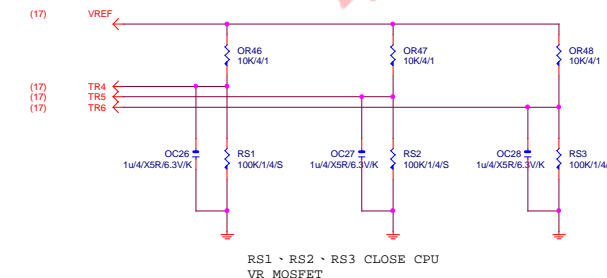 (17) VREF
OR46
10K/4/1
OR47
10K/4/1
OR48
10K/4/1
(17) TR4
(17) TR5
(17) TR6
OC26
1u/4/X5R/6.3V/K
RS1
100K/1/4/S
OC27
1u/4/X5R/6.3V/K
RS2
100K/1/4/S
OC28
1u/4/X5R/6.3V/K
RS3
100K/1/4/
RS1、RS2、RS3 CLOSE CPU
VR MOSFET